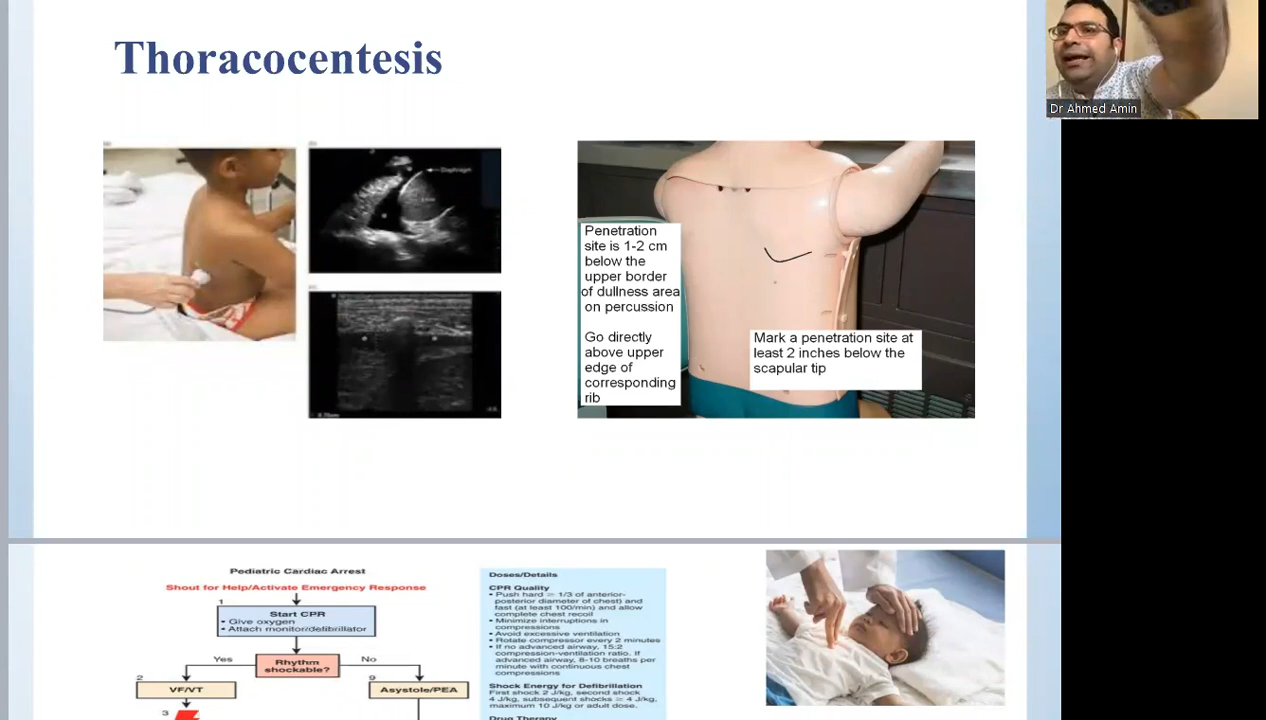 Thoracocentesis
Dr Ahmed Amin
Diaphragm
Penetration
site is 1-2 cm
below the
upper border
of dullness area
on percussion
Go directly
above upper
edge of
corresponding
rib
Mark a penetration site at
least 2 inches below the
scapular tip
Pediatric Cardiac Arrest
Shout for Help/Activate Emergency Response
1
Start CPR
• Give oxygen
• Attach monitor/defibrillator
Yes
Rhythm
shockable?
No
2
VF/VT
9
Asystole/PEA
3
Doses/Details
CPR Quality
• Push hard ≥ 1/3 of anterior-
posterior diameter of chest) and
fast (at least 100/min) and allow
complete chest recoil
• Minimize interruptions in
compressions
• Avoid excessive ventilation
• Rotate compressor every 2 minutes
• If no advanced airway, 15:2
compression-ventilation ratio. If
advanced airway, 8-10 breaths per
minute with continuous chest
compressions
Shock Energy for Defibrillation
First shock 2 J/kg, second shock
4 J/kg, subsequent shocks ≥ 4 J/kg,
maximum 10 J/kg or adult dose.
Drug Therapy